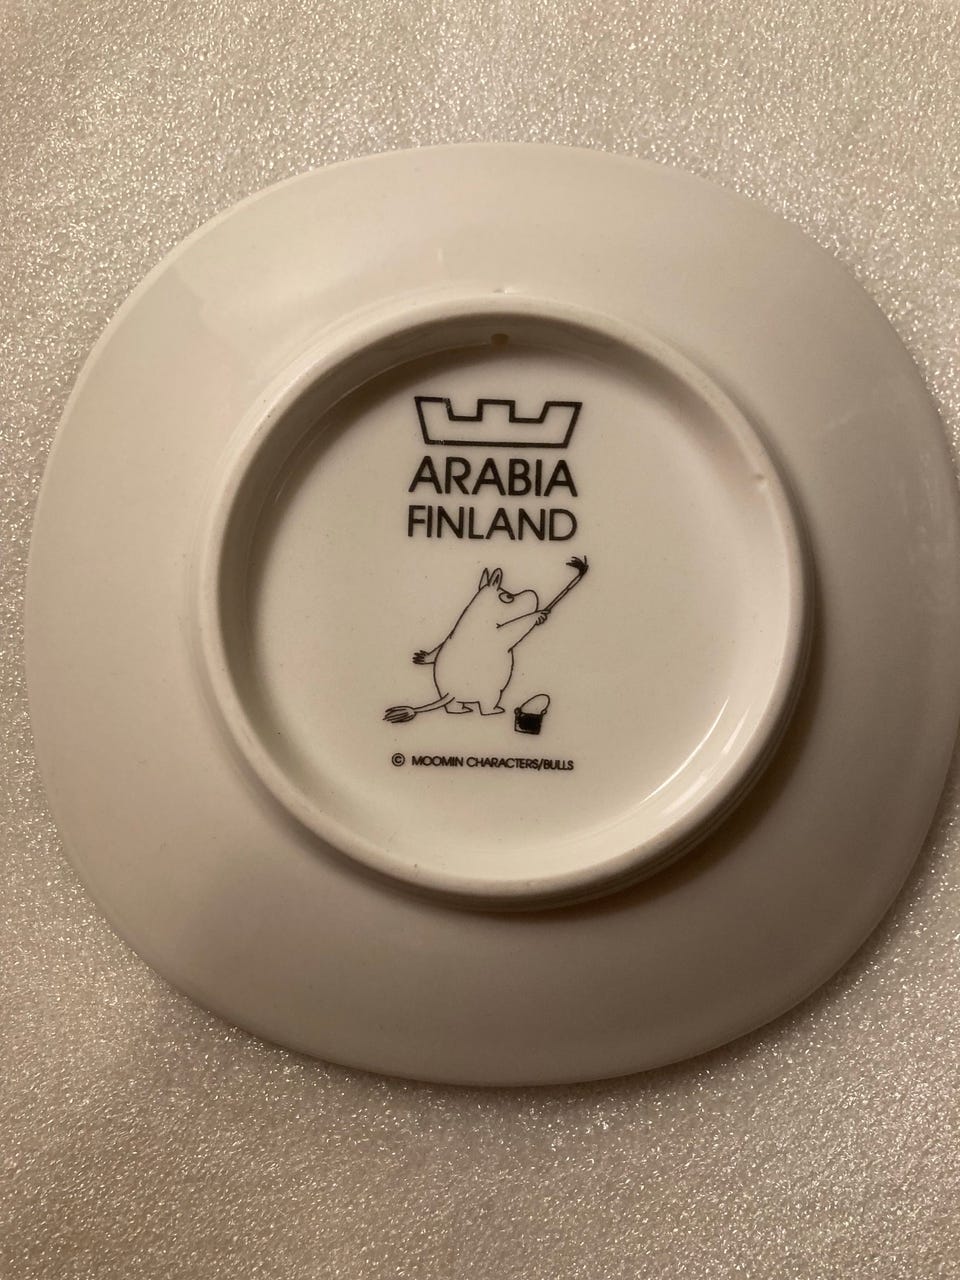 ARABIA
FINLAND
© MOOMIN CHARACTERS/BULLS